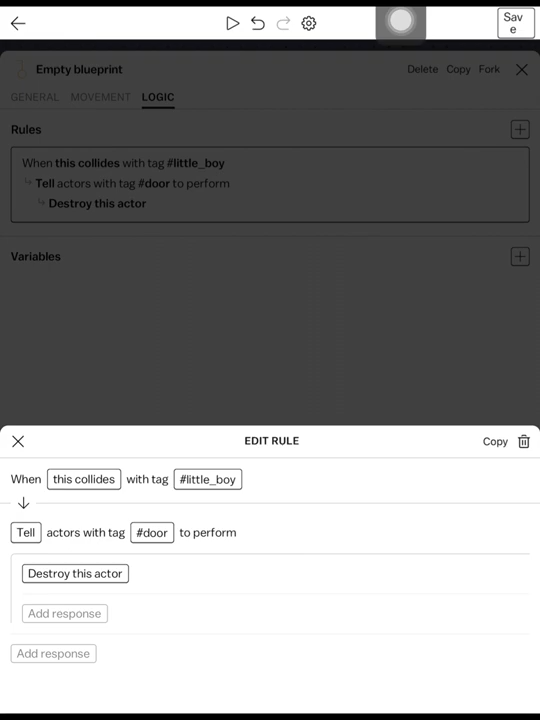 Sav
e
Empty blueprint
Delete Copy Fork
GENERAL MOVEMENT LOGIC
Rules
When this collides with tag #little_boy
Tell actors with tag #door to perform
Destroy this actor
Variables
EDIT RULE
Copy
When this collides with tag #little_boy
Tell actors with tag #door to perform
Destroy this actor
Add response
Add response